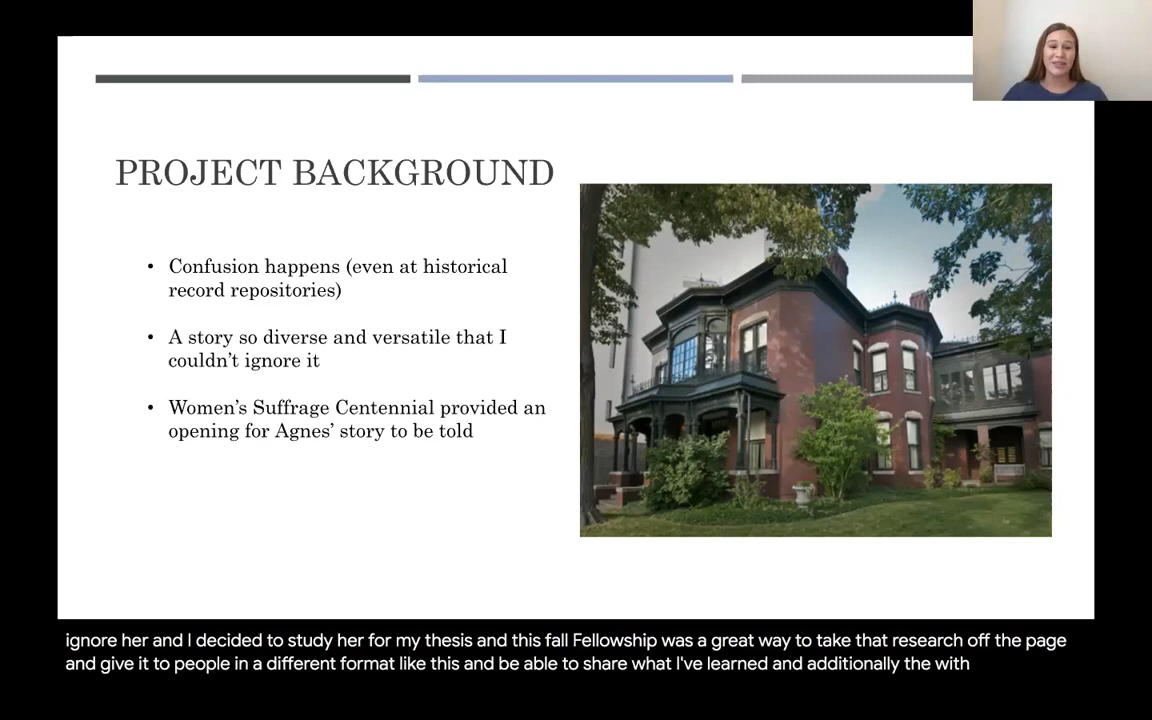 PROJECT BACKGROUND
• Confusion happens (even at historical
record repositories)
• A story so diverse and versatile that I
couldn't ignore it
• Women's Suffrage Centennial provided an
opening for Agnes' story to be told
ignore her and I decided to study her for my thesis and this fall Fellowship was a great way to take that research off the page
and give it to people in a different format like this and be able to share what I've learned and additionally the with